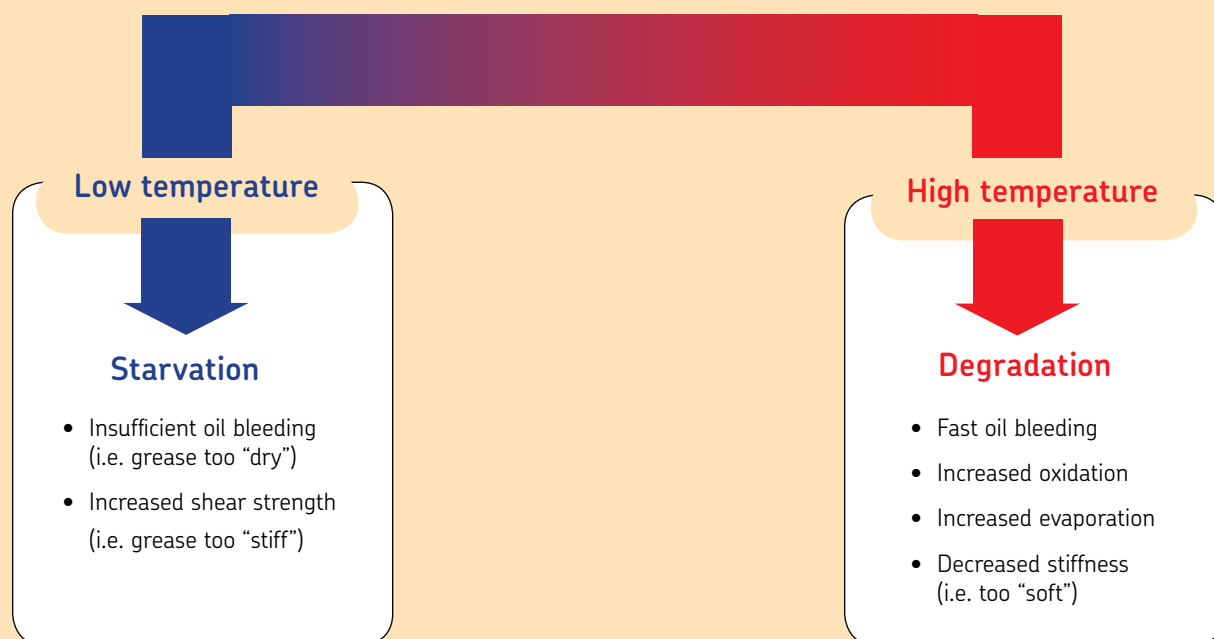 Low temperature
Starvation
• Insufficient oil bleeding
(i.e. grease too “dry”)
• Increased shear strength
(i.e. grease too “stiff”)
High temperature
Degradation
• Fast oil bleeding
• Increased oxidation
• Increased evaporation
• Decreased stiffness
(i.e. too “soft”)